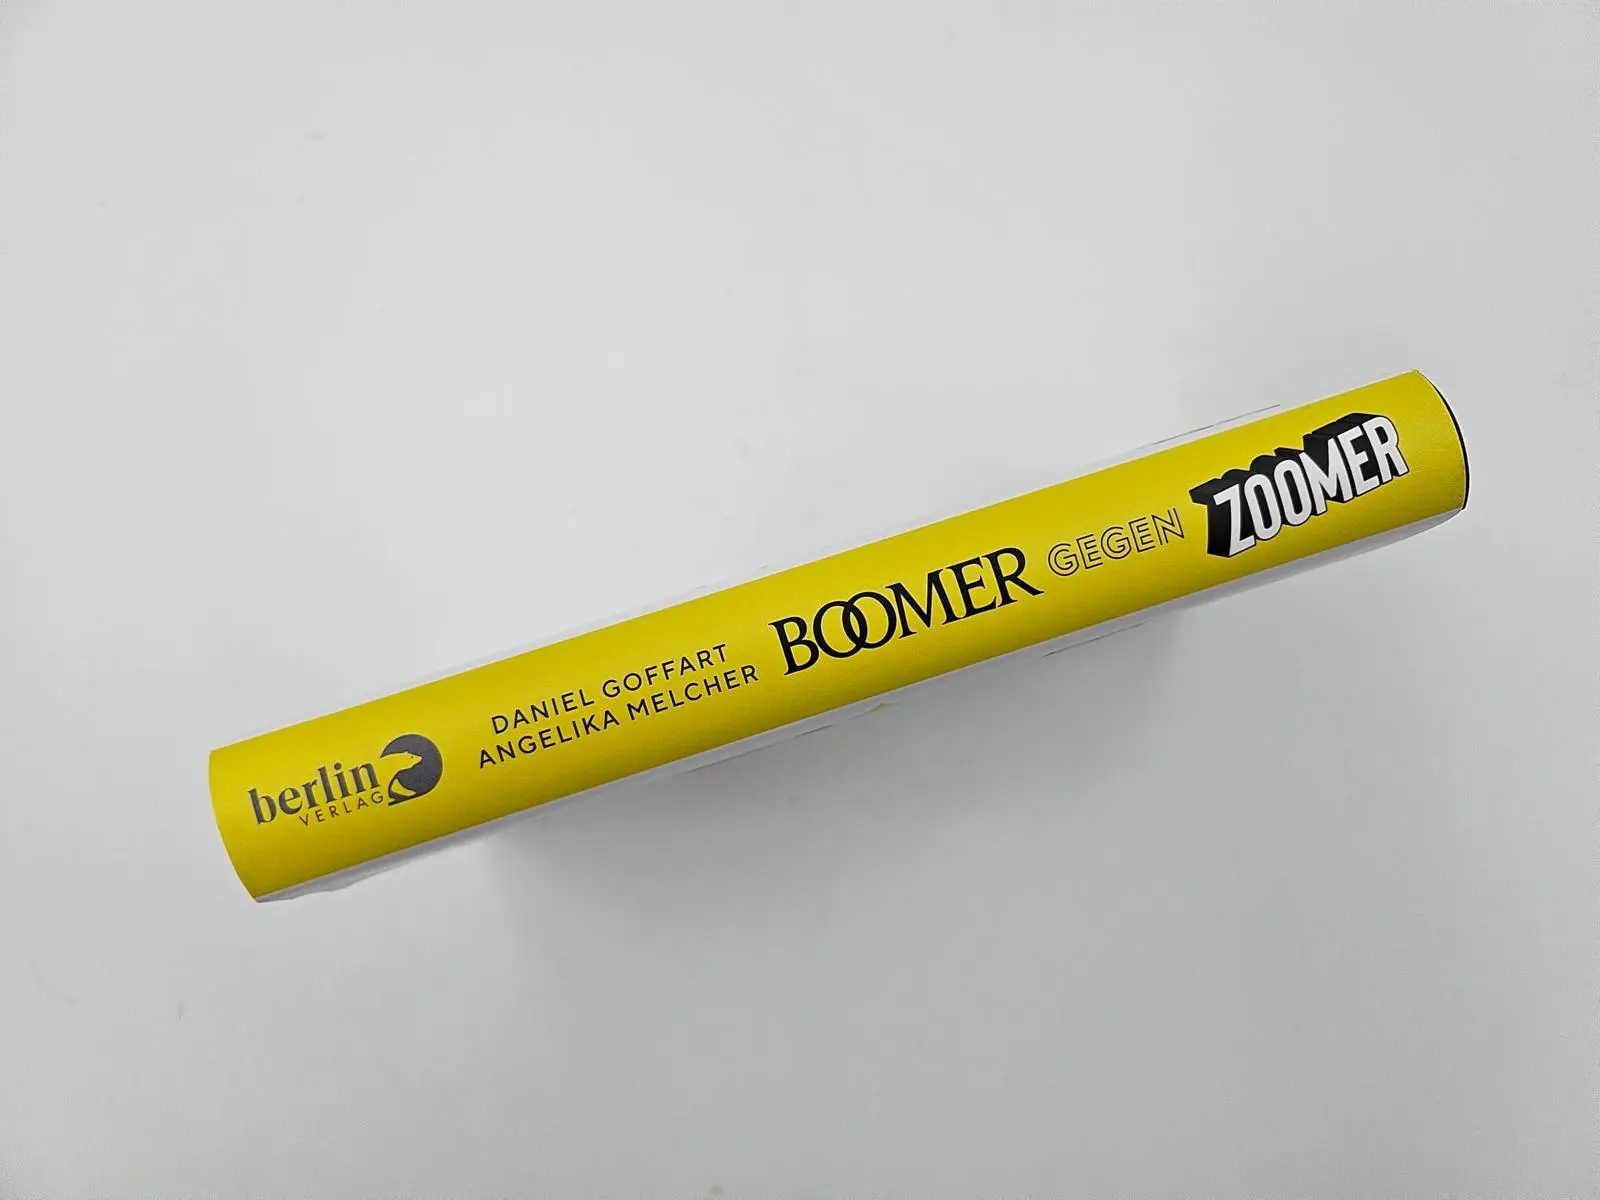 berlin
VERLAG
DANIEL GOFFART
ANGELIKA MELCHER
BOOMER GEGEN ZOOMER